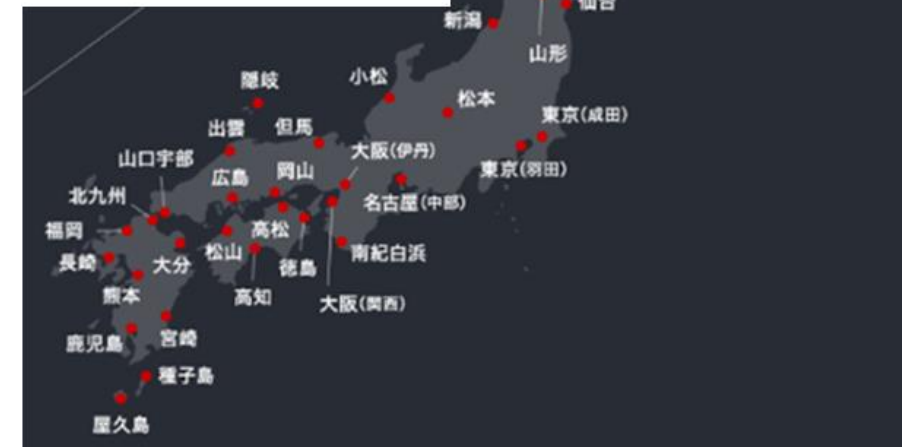 仙台
新潟
山形
小松
隠岐
松本
東京(成田)
出雲
但馬
大阪(伊丹)
山口宇部
東京(羽田)
岡山
広島
北九州
名古屋(中部)
福岡
高松
松山
南紀白浜
長崎
大分
徳島
熊本
高知
大阪(関西)
宮崎
鹿児島
種子島
屋久島